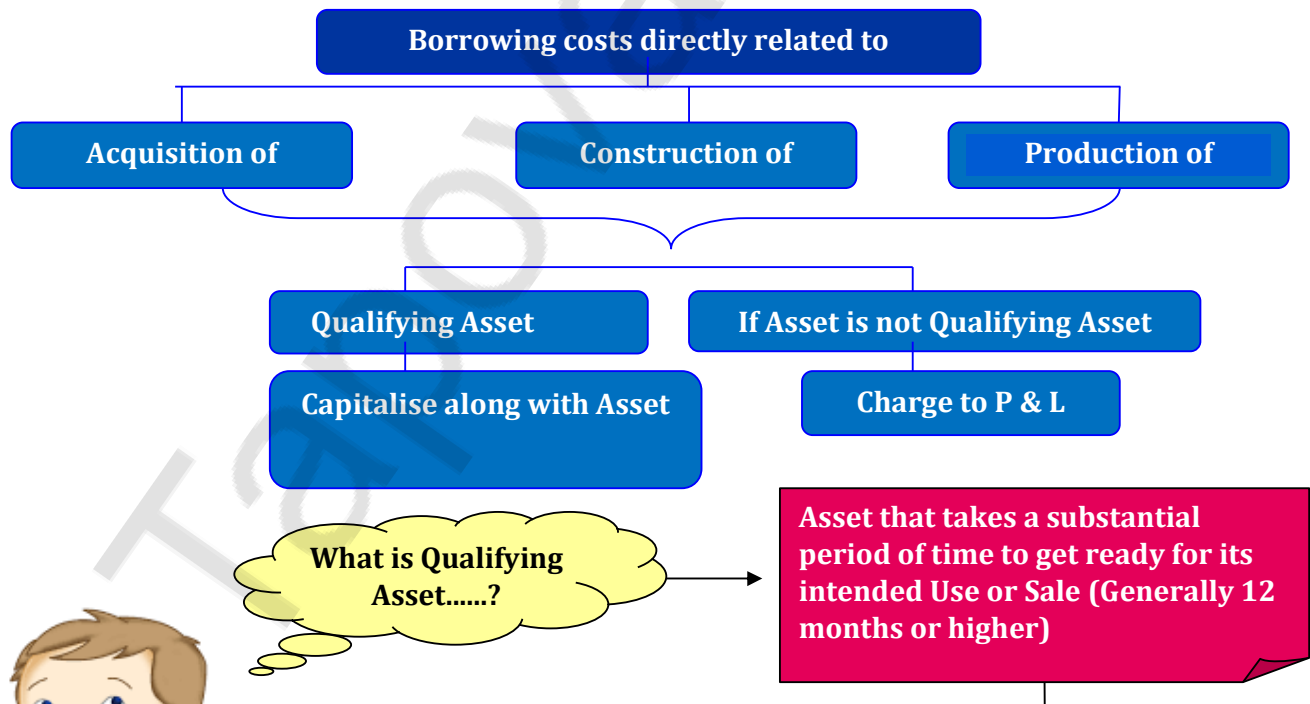 Borrowing costs directly related to
Acquisition of
Construction of
Production of
Qualifying Asset
If Asset is not Qualifying Asset
Capitalise along with Asset
Charge to P & L
What is Qualifying
Asset......?
Asset that takes a substantial
period of time to get ready for its
intended Use or Sale (Generally 12
months or higher)
Tapova